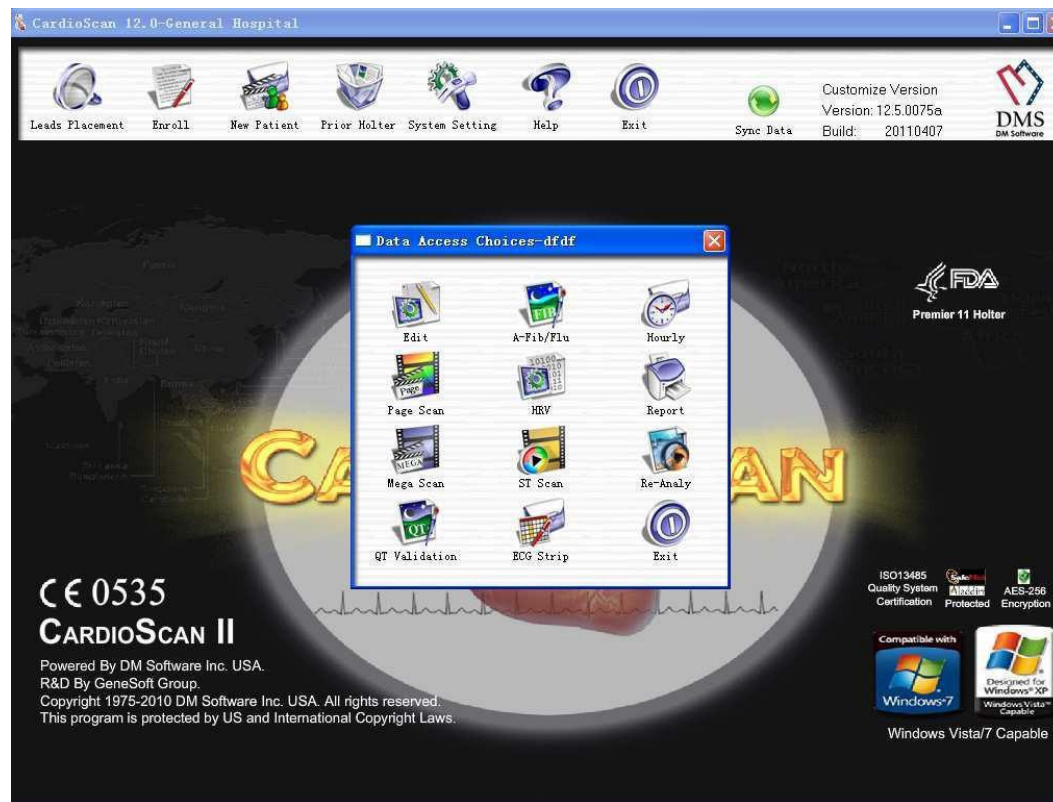 CardioScan 12.0-General Hospital
Leads Placement
Enroll
New Patient
Prior Holter
System Setting
Help
Exit
Sync Data
Customize Version
Version: 12.5.0075a
Build: 20110407
DMS
DM Software
Data Access Choices-dfdf
Edit
A-Fib/Flu
Hourly
Page Scan
HRV
Report
Mega Scan
ST Scan
Re-Analy
QT Validation
ECG Strip
Exit
FDA
Premier 11 Holter
CE 0535
CARDIOSCAN II
Powered By DM Software Inc. USA.
R&D By GeneSoft Group.
Copyright 1975-2010 DM Software Inc. USA. All rights reserved.
This program is protected by US and International Copyright Laws.
ISO13485
Quality System
Certification
Aladdin
Protected
AES-256
Encryption
Compatible with
Windows 7
Designed for
Windows® XP
Windows Vista™
Capable
Windows Vista/7 Capable